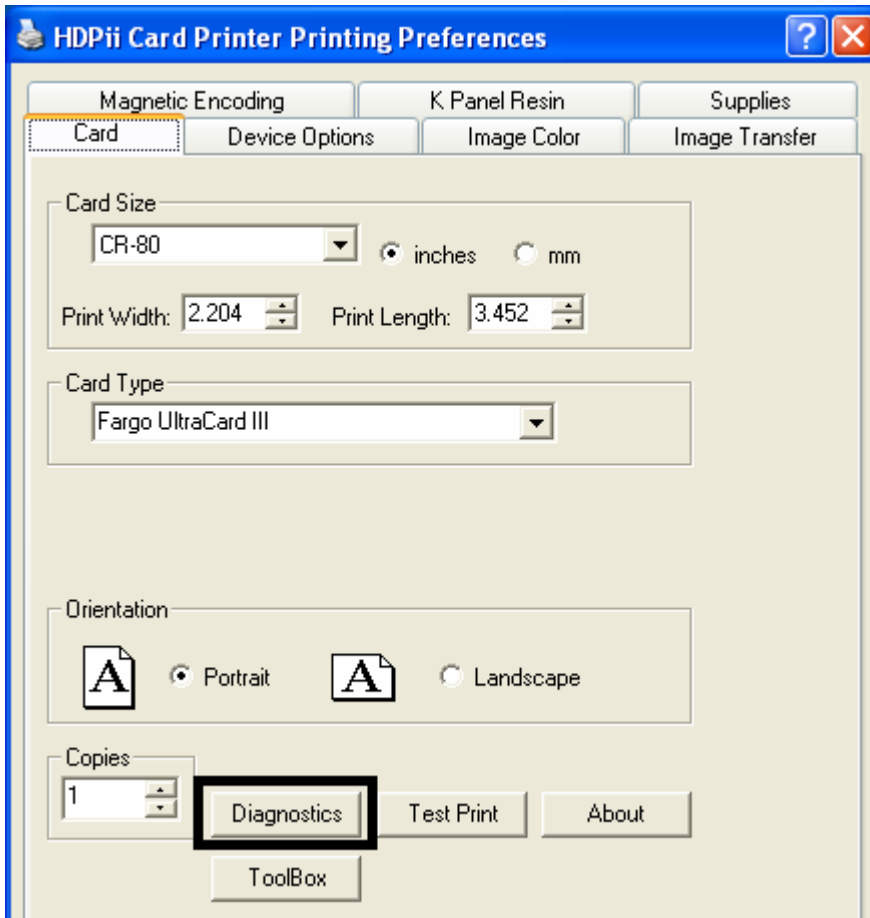 HDPii Card Printer Printing Preferences
Magnetic Encoding K Panel Resin Supplies
Card Device Options Image Color Image Transfer
Card Size
CR-80 inches mm
Print Width: 2.204 Print Length: 3.452
Card Type
Fargo UltraCard III
Orientation
A Portrait A Landscape
Copies
1 Diagnostics Test Print About
ToolBox